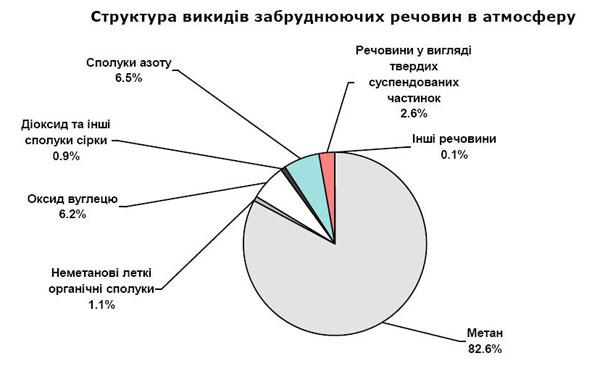 Структура викидів забруднюючих речовин в атмосферу
Сполуки азоту
6.5%
Речовини у вигляді
твердих
суспендованих
частинок
2.6%
Діоксид та інші
сполуки сірки
0.9%
Інші речовини
0.1%
Оксид вуглецю
6.2%
Неметанові леткі
органічні сполуки
1.1%
Метан
82.6%